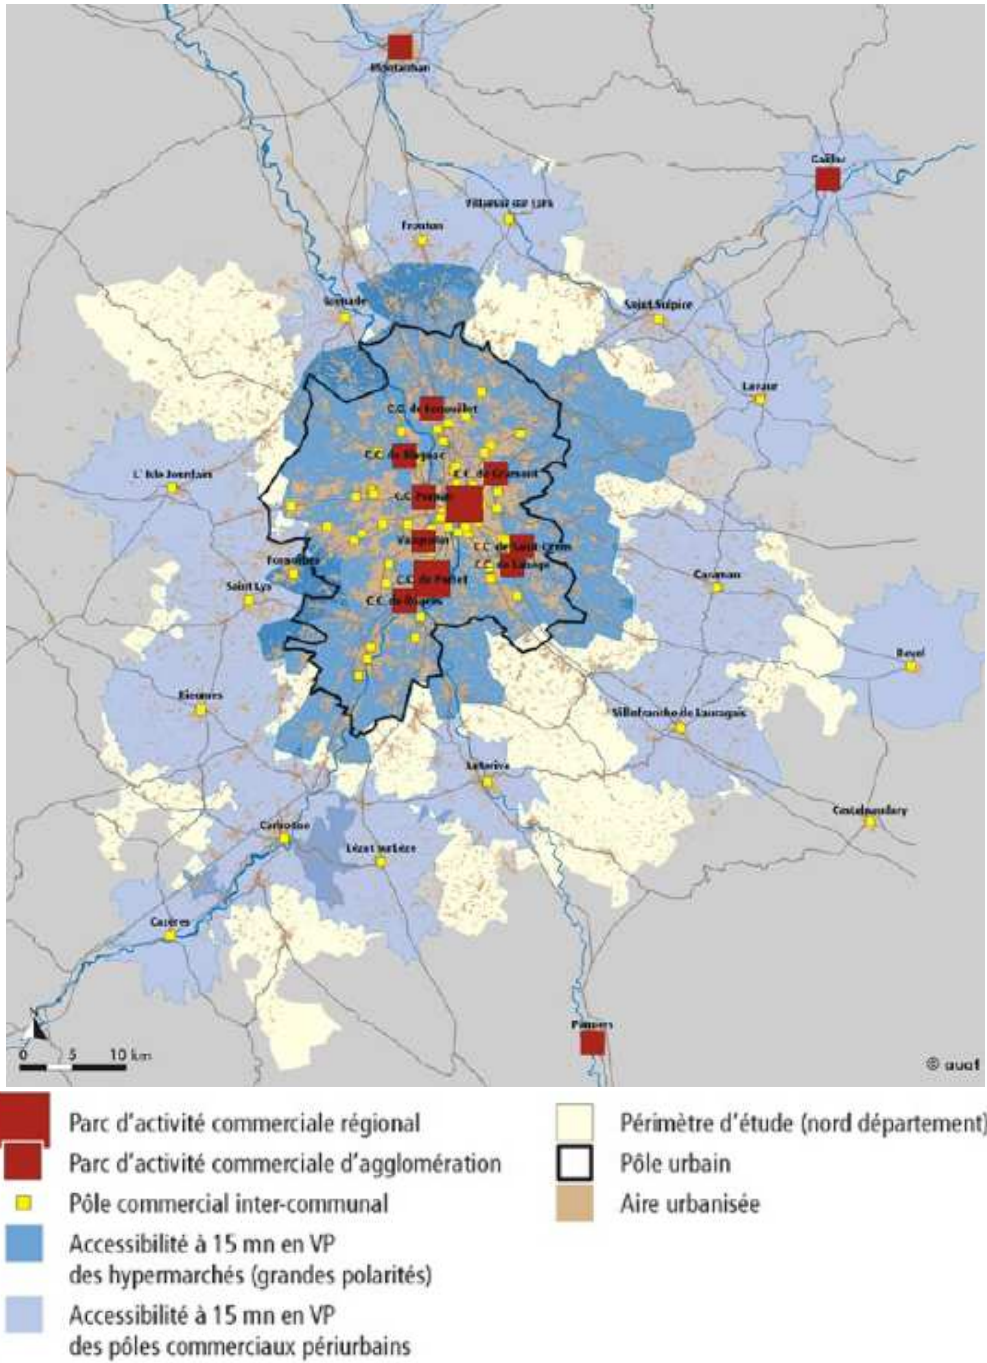 Montauban
Gaillac
Villemur sur Tarn
Fronton
Grenade
Saint Sulpice
Lavaur
C.C. de Fenouillet
C.C. de Blagnac
C.C. de Gramont
L' Isle Jourdain
C.C. Purpan
C.C. de Saint-Orens
C.C. de Labège
Fonsorbes
C.C. de Portet
Caraman
Saint Lys
C.C. de Roques
Revel
Rieumes
Villefranche de Lauragais
Auterive
Castelnaudary
Carbonne
Lézat sur Lèze
Cazères
Pamiers
0 5 10 km
© auat
Parc d'activité commerciale régional
Parc d'activité commerciale d'agglomération
Pôle commercial inter-communal
Accessibilité à 15 mn en VP
des hypermarchés (grandes polarités)
Accessibilité à 15 mn en VP
des pôles commerciaux périurbains
Périmètre d'étude (nord département)
Pôle urbain
Aire urbanisée